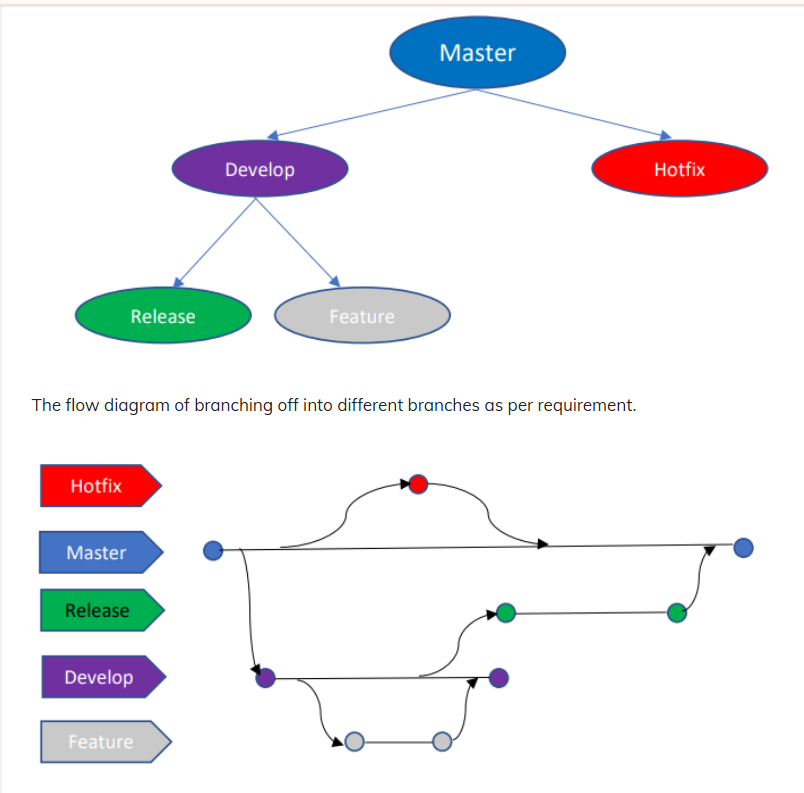 Master
Develop
Hotfix
Release
Feature
The flow diagram of branching off into different branches as per requirement.
Hotfix
Master
Release
Develop
Feature